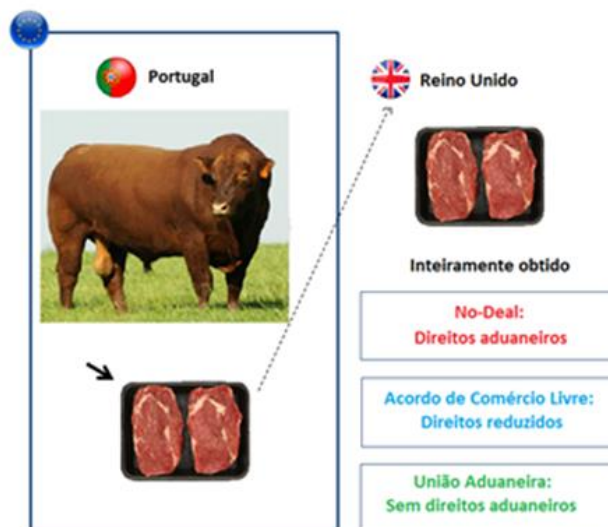 Portugal
Reino Unido
Inteiramente obtido
No-Deal:
Direitos aduaneiros
Acordo de Comércio Livre:
Direitos reduzidos
União Aduaneira:
Sem direitos aduaneiros